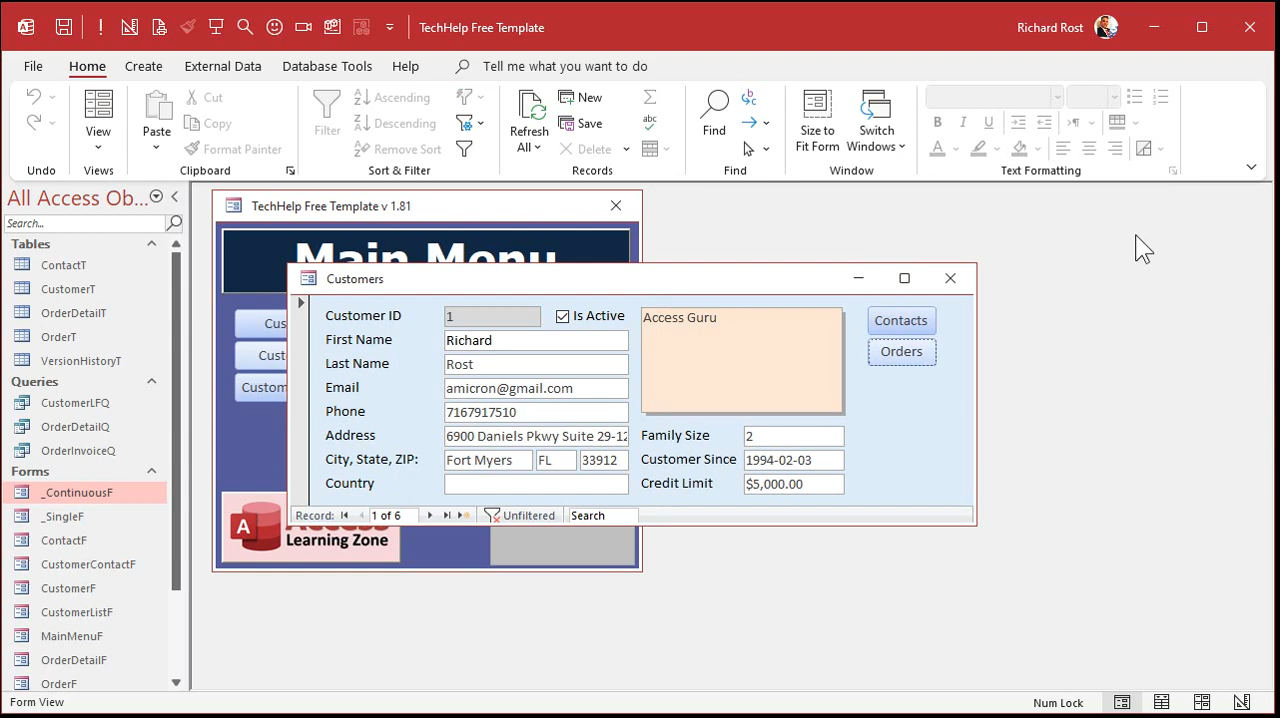 TechHelp Free Template
Richard Rost
File Home Create External Data Database Tools Help Tell me what you want to do
View
Paste
Cut
Copy
Format Painter
Filter
Ascending
Descending
Remove Sort
Refresh All
New
Save
Delete
Find
Size to Fit Form
Switch Windows
Undo Views Clipboard Sort & Filter Records Find Window Text Formatting
All Access Ob...
Search...
Tables
ContactT
CustomerT
OrderDetailT
OrderT
VersionHistoryT
Queries
CustomerLFQ
OrderDetailQ
OrderInvoiceQ
Forms
_ContinuousF
_SingleF
ContactF
CustomerContactF
CustomerF
CustomerListF
MainMenuF
OrderDetailF
OrderF
TechHelp Free Template v 1.81
Main Menu
Cus
Custo
Custom
Learning Zone
Customers
Customer ID 1 Is Active
First Name Richard
Last Name Rost
Email amicron@gmail.com
Phone 7167917510
Address 6900 Daniels Pkwy Suite 29-12
City, State, ZIP: Fort Myers FL 33912
Country
Access Guru
Family Size 2
Customer Since 1994-02-03
Credit Limit $5,000.00
Contacts
Orders
Record: 1 of 6 Unfiltered Search
Form View
Num Lock